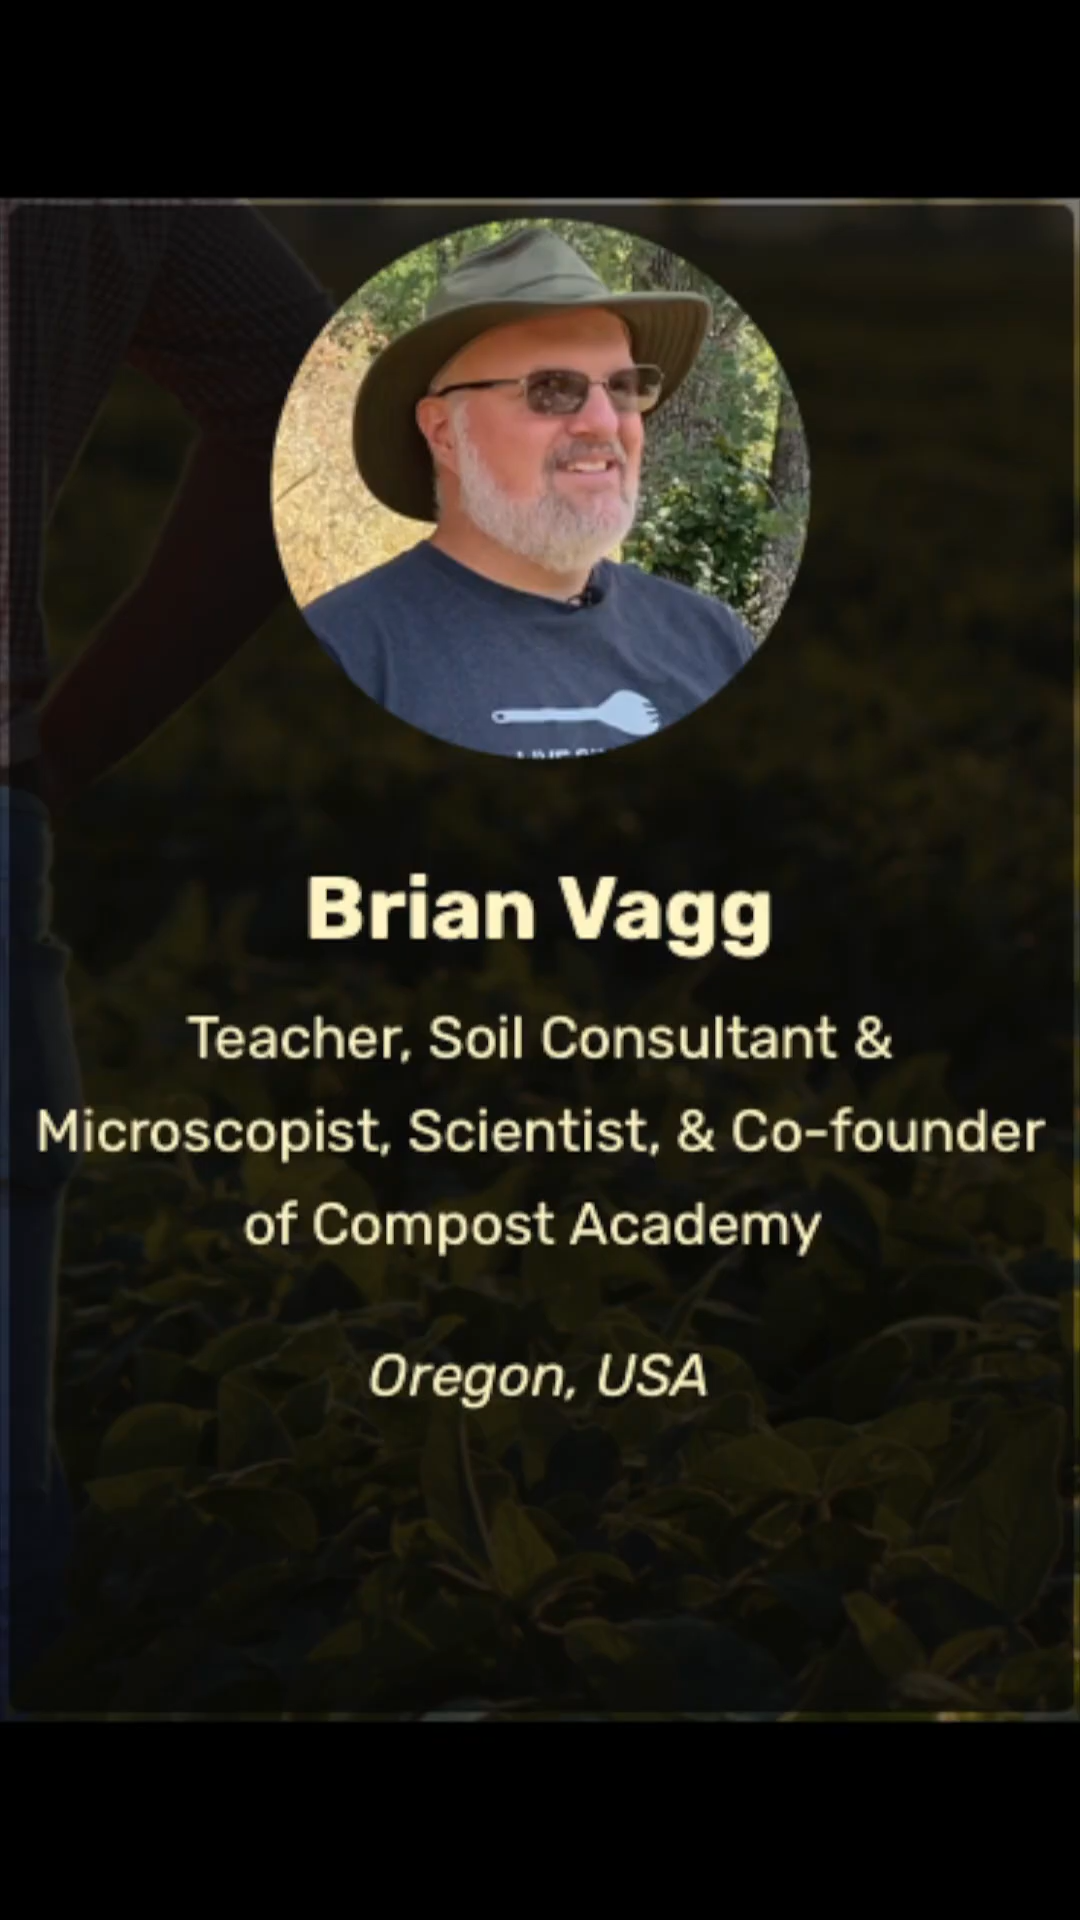 Brian Vagg
Teacher, Soil Consultant &
Microscopist, Scientist, & Co-founder
of Compost Academy
Oregon, USA